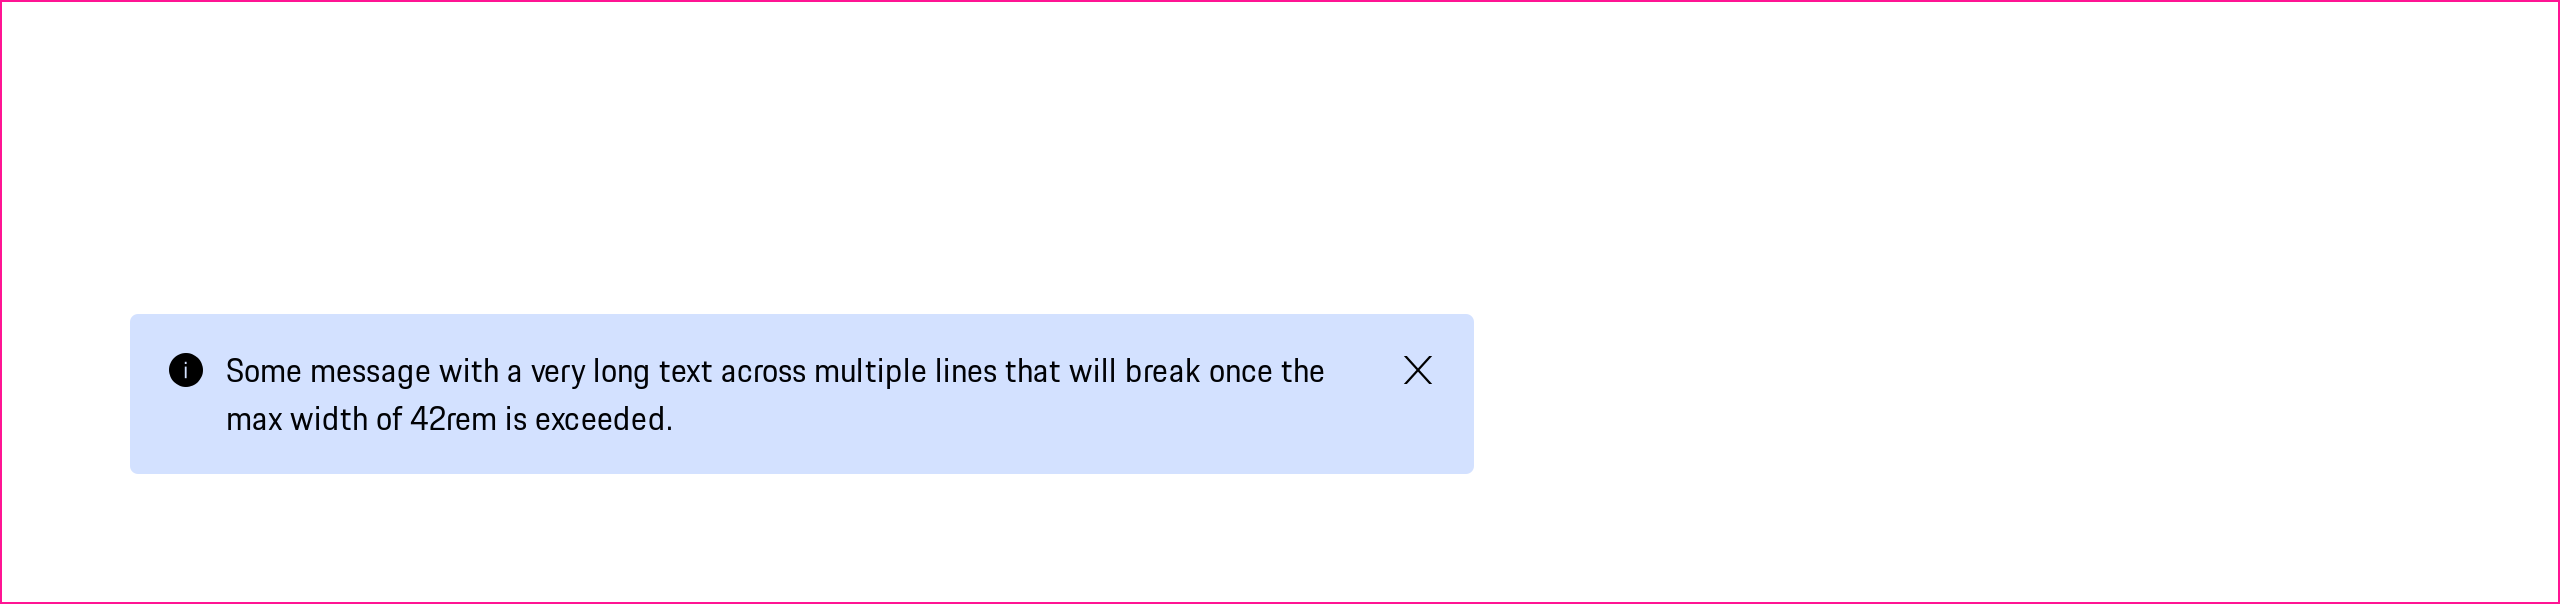 Some message with a very long text across multiple lines that will break once the
max width of 42rem is exceeded.